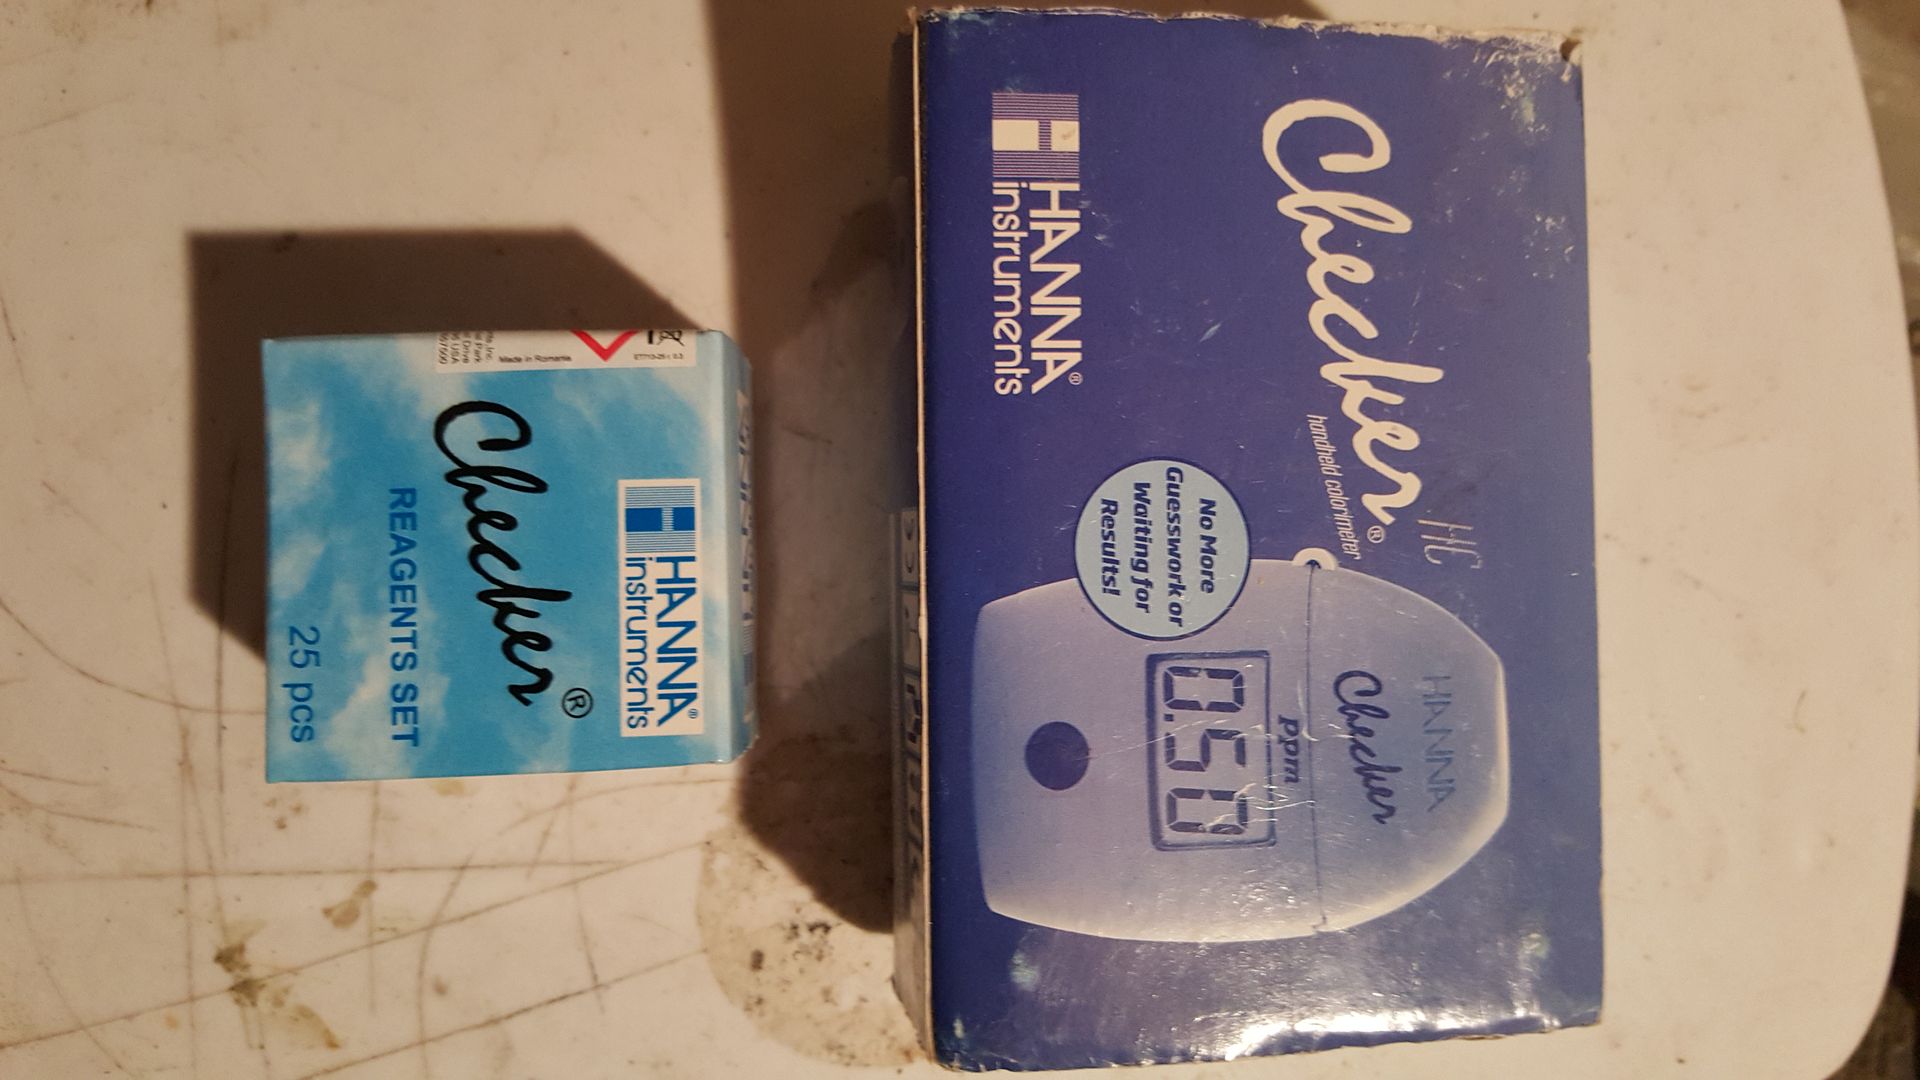 HANNA®
instruments
Checker®
REAGENTS SET
25 pcs
Made in Romania
Checker®
handheld colorimeter
HC
HANNA®
instruments
No More
Guesswork or
Waiting for
Results!
HANNA
Checker
ppm
0.50